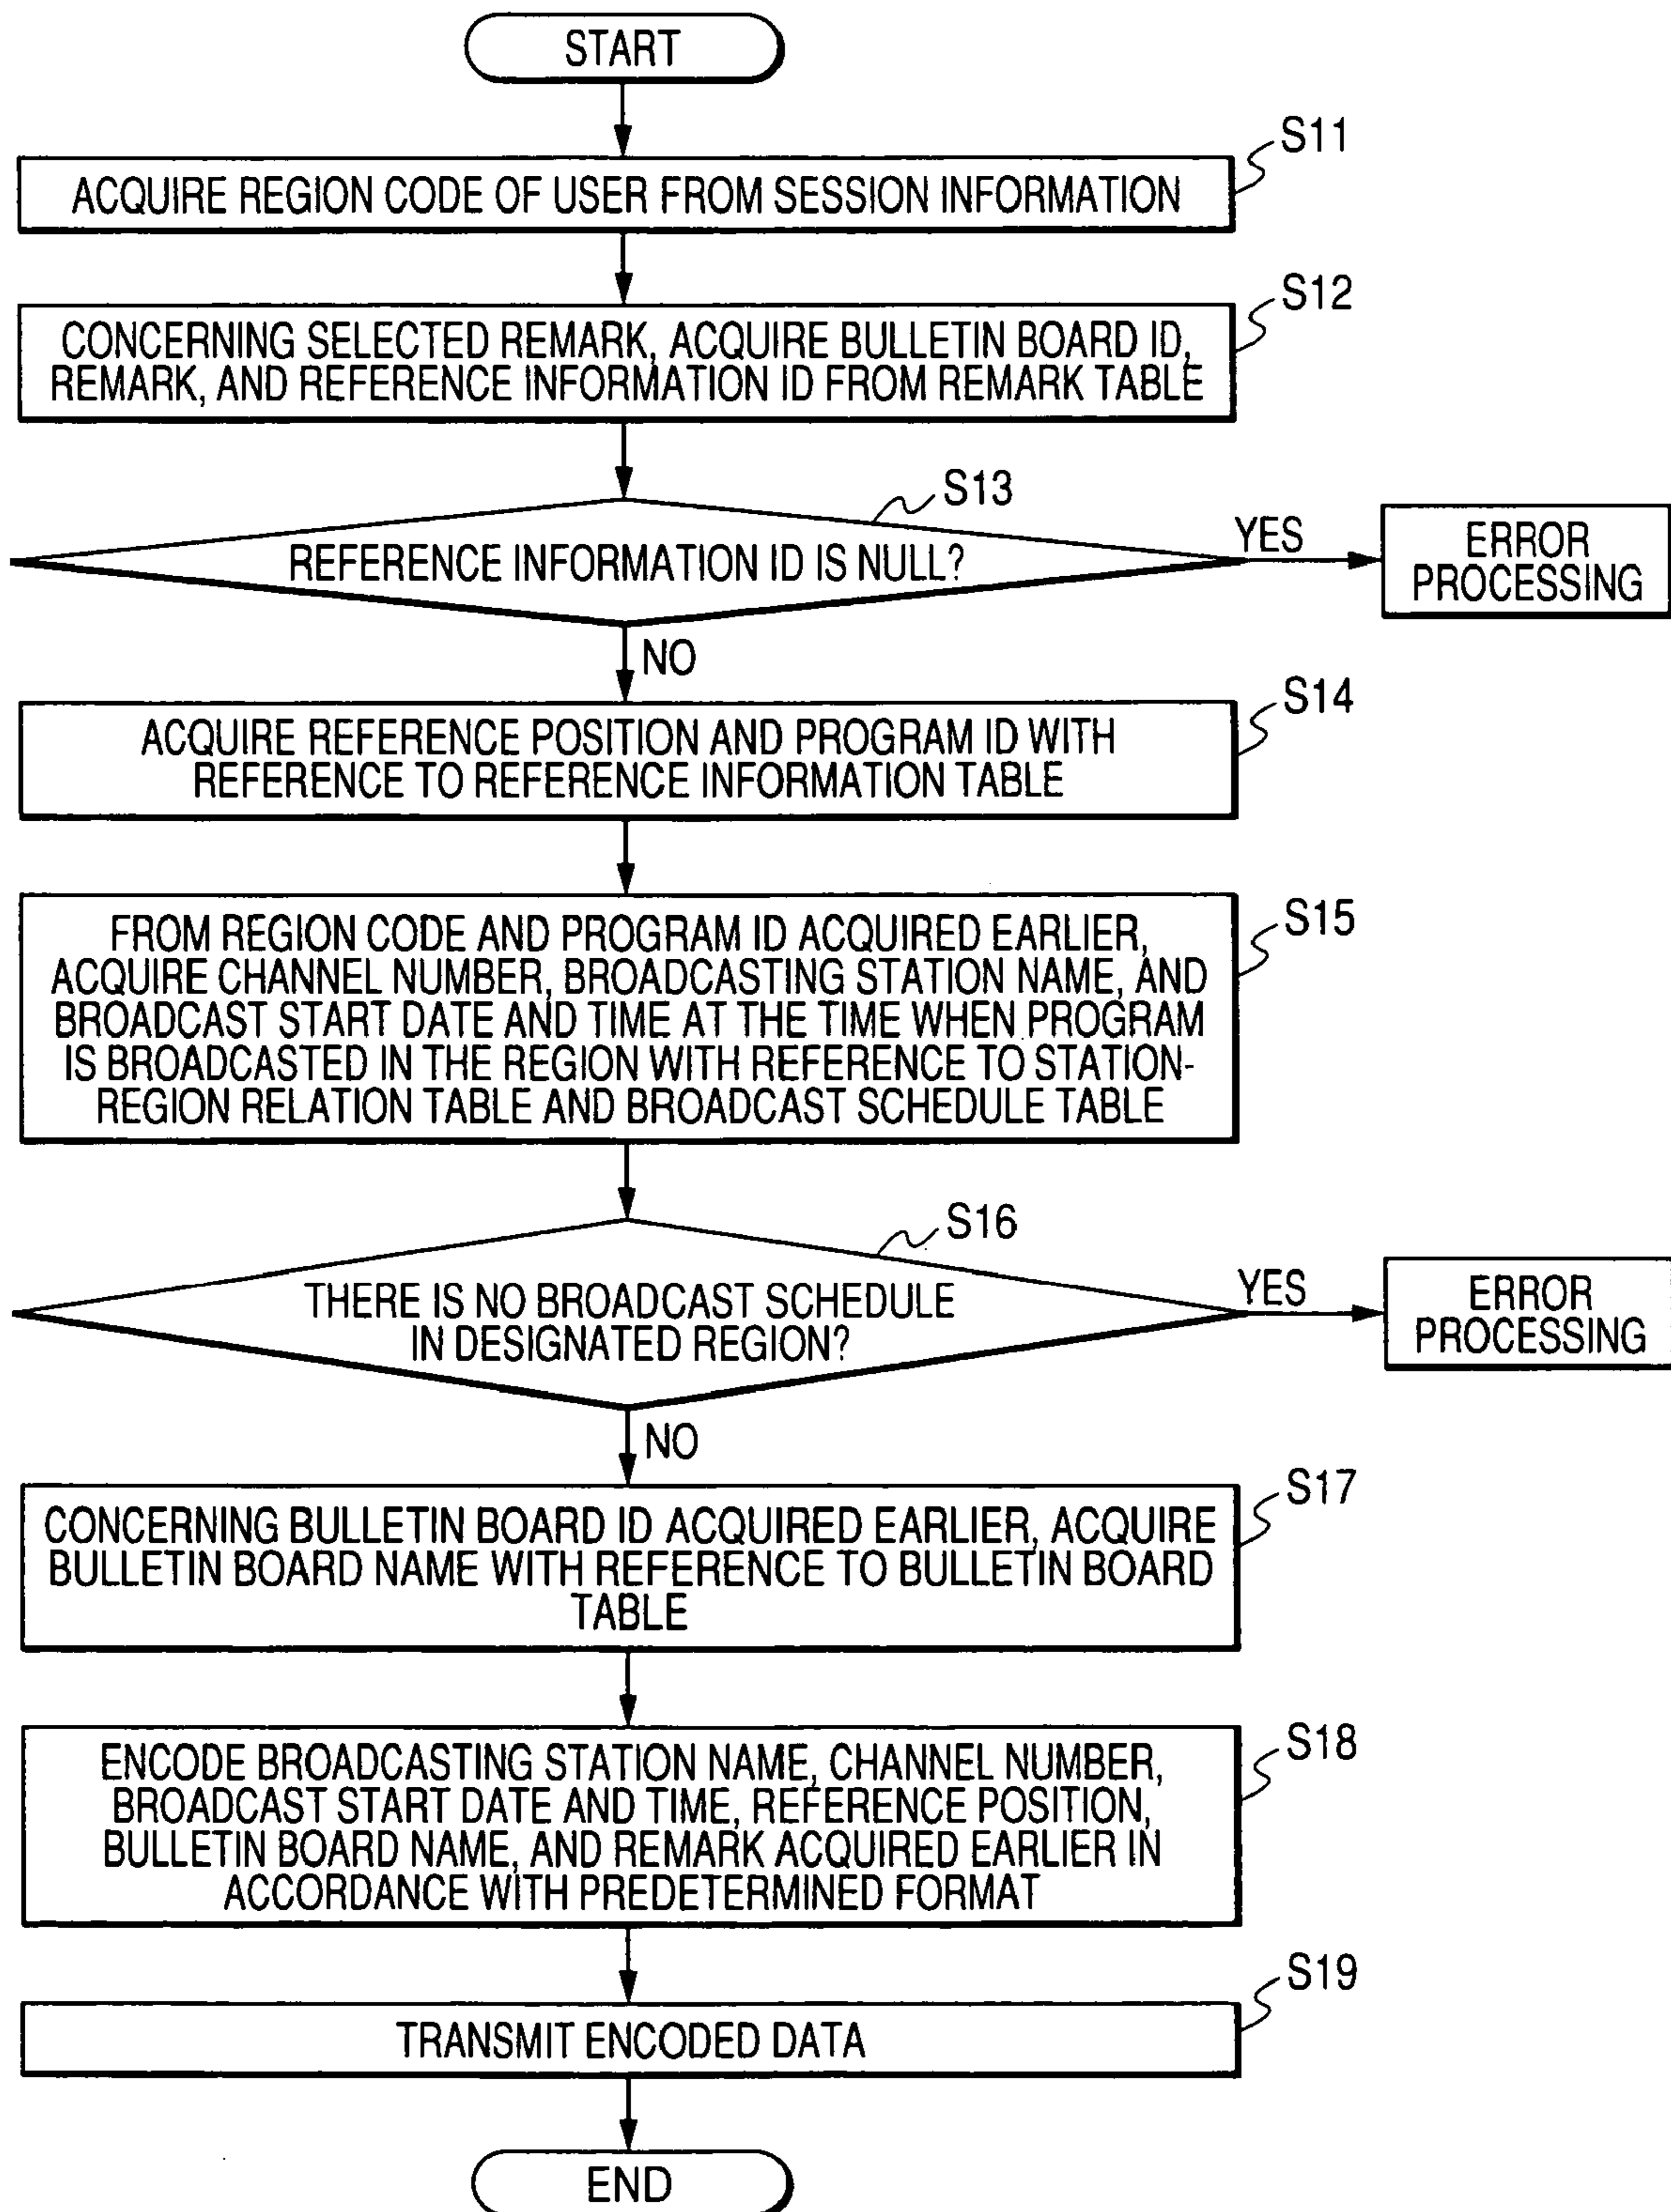 START
S11
ACQUIRE REGION CODE OF USER FROM SESSION INFORMATION
S12
CONCERNING SELECTED REMARK, ACQUIRE BULLETIN BOARD ID,
REMARK, AND REFERENCE INFORMATION ID FROM REMARK TABLE
S13
REFERENCE INFORMATION ID IS NULL?
YES
ERROR
PROCESSING
NO
S14
ACQUIRE REFERENCE POSITION AND PROGRAM ID WITH
REFERENCE TO REFERENCE INFORMATION TABLE
S15
FROM REGION CODE AND PROGRAM ID ACQUIRED EARLIER,
ACQUIRE CHANNEL NUMBER, BROADCASTING STATION NAME, AND
BROADCAST START DATE AND TIME AT THE TIME WHEN PROGRAM
IS BROADCASTED IN THE REGION WITH REFERENCE TO STATION-
REGION RELATION TABLE AND BROADCAST SCHEDULE TABLE
S16
THERE IS NO BROADCAST SCHEDULE
IN DESIGNATED REGION?
YES
ERROR
PROCESSING
NO
S17
CONCERNING BULLETIN BOARD ID ACQUIRED EARLIER, ACQUIRE
BULLETIN BOARD NAME WITH REFERENCE TO BULLETIN BOARD
TABLE
S18
ENCODE BROADCASTING STATION NAME, CHANNEL NUMBER,
BROADCAST START DATE AND TIME, REFERENCE POSITION,
BULLETIN BOARD NAME, AND REMARK ACQUIRED EARLIER IN
ACCORDANCE WITH PREDETERMINED FORMAT
S19
TRANSMIT ENCODED DATA
END